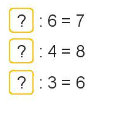 ? : 6 = 7
? : 4 = 8
? : 3 = 6